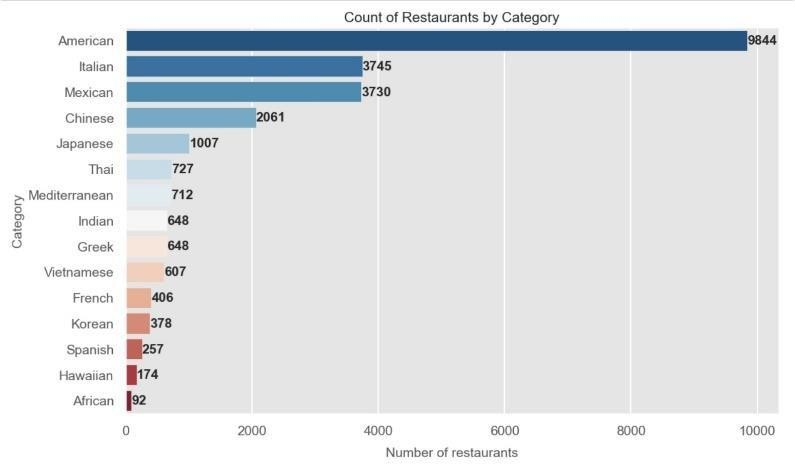 Count of Restaurants by Category
American 9844
Italian 3745
Mexican 3730
Chinese 2061
Japanese 1007
Thai 727
Mediterranean 712
Indian 648
Greek 648
Vietnamese 607
French 406
Korean 378
Spanish 257
Hawaiian 174
African 92
Category
0 2000 4000 6000 8000 10000
Number of restaurants